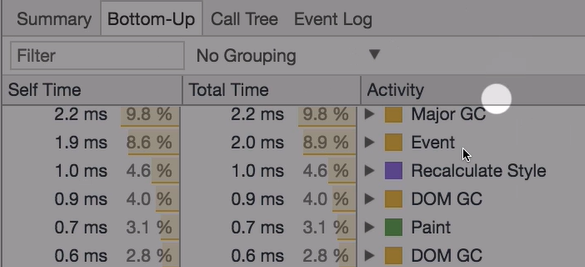 Summary Bottom-Up Call Tree Event Log
Filter No Grouping ▼
Self Time Total Time Activity
2.2 ms 9.8 % 2.2 ms 9.8 % ▶ Major GC
1.9 ms 8.6 % 2.0 ms 8.9 % ▶ Event
1.0 ms 4.6 % 1.0 ms 4.6 % ▶ Recalculate Style
0.9 ms 4.0 % 0.9 ms 4.0 % ▶ DOM GC
0.7 ms 3.1 % 0.7 ms 3.1 % ▶ Paint
0.6 ms 2.8 % 0.6 ms 2.8 % ▶ DOM GC